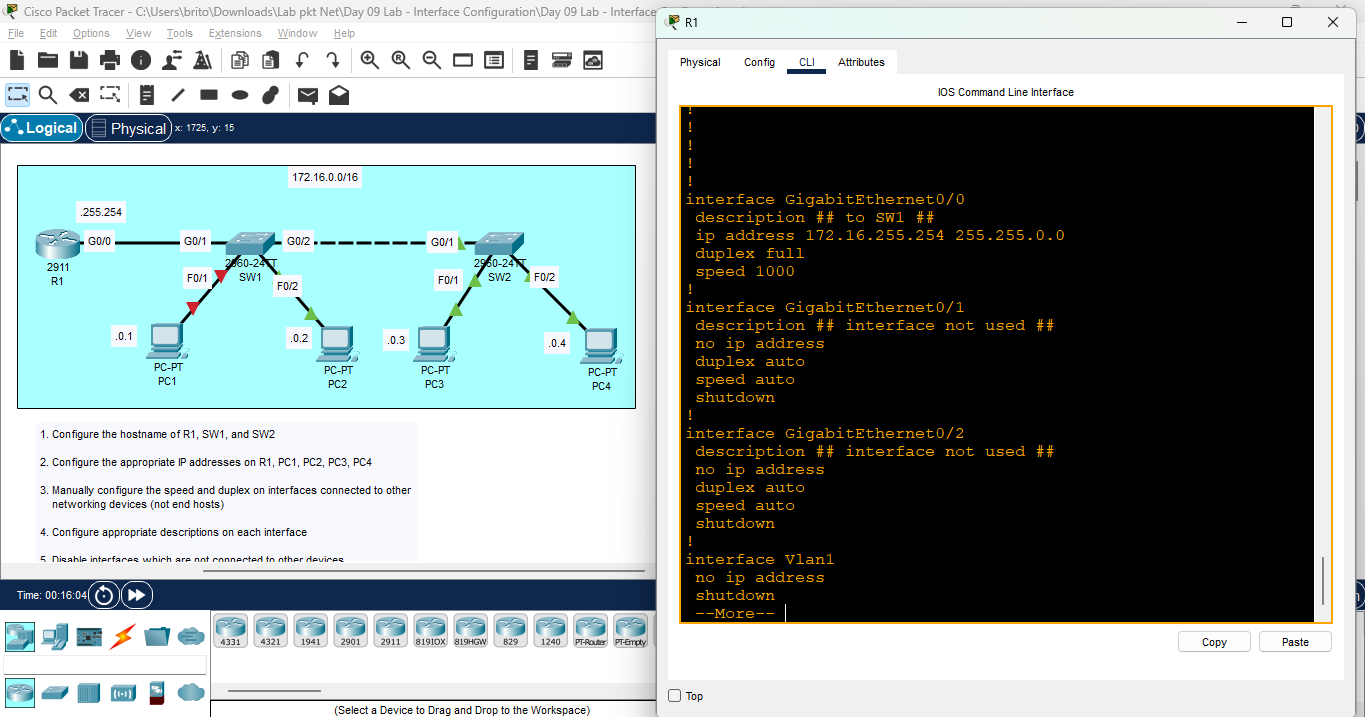 Cisco Packet Tracer - C:\Users\brito\Downloads\Lab pkt Net\Day 09 Lab - Interface Configuration\Day 09 Lab - Interface
File Edit Options View Tools Extensions Window Help
Logical Physical x: 1725, y: 15
172.16.0.0/16
.255.254
G0/0 G0/1 G0/2 G0/1
2911
R1
2960-24TT
SW1
2960-24TT
SW2
F0/1 F0/2 F0/1 F0/2
.0.1 .0.2 .0.3 .0.4
PC-PT
PC1
PC-PT
PC2
PC-PT
PC3
PC-PT
PC4
1. Configure the hostname of R1, SW1, and SW2
2. Configure the appropriate IP addresses on R1, PC1, PC2, PC3, PC4
3. Manually configure the speed and duplex on interfaces connected to other
networking devices (not end hosts)
4. Configure appropriate descriptions on each interface
5. Disable interfaces which are not connected to other devices
Time: 00:16:04
4331 4321 1941 2901 2911 819IOX 819HGW 829 1240 PT-Router PT-Empty
(Select a Device to Drag and Drop to the Workspace)
R1
Physical Config CLI Attributes
IOS Command Line Interface
!
!
!
!
!
interface GigabitEthernet0/0
description ## to SW1 ##
ip address 172.16.255.254 255.255.0.0
duplex full
speed 1000
!
interface GigabitEthernet0/1
description ## interface not used ##
no ip address
duplex auto
speed auto
shutdown
!
interface GigabitEthernet0/2
description ## interface not used ##
no ip address
duplex auto
speed auto
shutdown
!
interface Vlan1
no ip address
shutdown
--More--
Copy Paste
Top